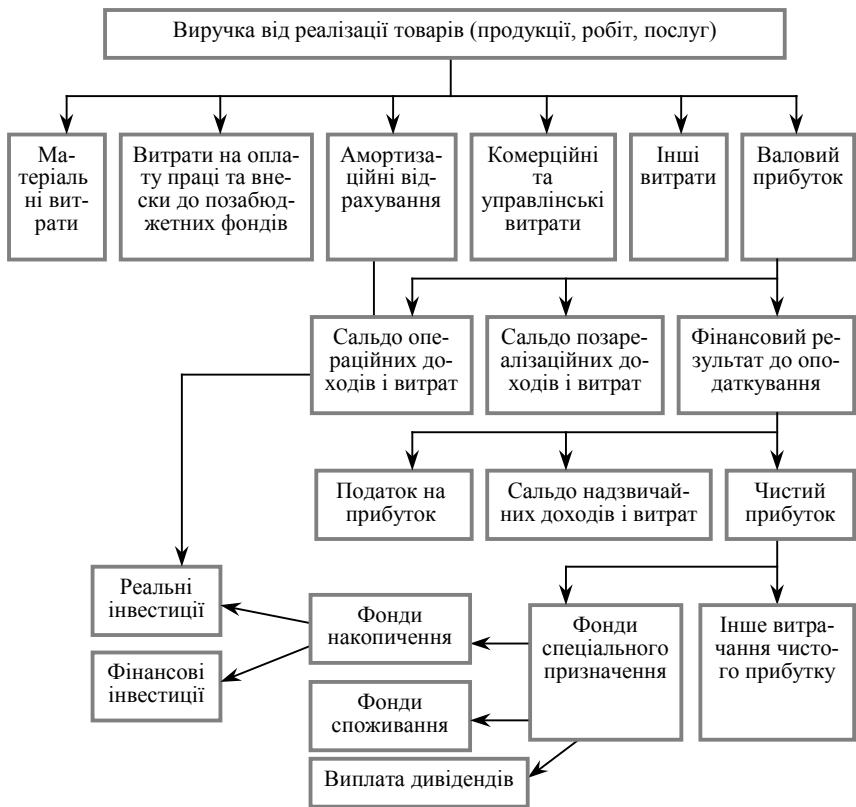 Виручка від реалізації товарів (продукції, робіт, послуг)
Ма-
теріаль
ні вит-
рати
Витрати на опла-
ту праці та вне-
ски до позабюд-
жетних фондів
Амортиза-
ційні від-
рахування
Комерційні
та
управлінські
витрати
Інші
витрати
Валовий
прибуток
Сальдо опе-
раційних до-
ходів і витрат
Сальдо позаре-
алізаційних до-
ходів і витрат
Фінансовий ре-
зультат до опо-
даткування
Податок на
прибуток
Сальдо надзвичай-
них доходів і витрат
Чистий
прибуток
Реальні
інвестиції
Фонди
накопичення
Фонди
спеціального
призначення
Інше витра-
чання чисто-
го прибутку
Фінансові
інвестиції
Фонди
споживання
Виплата дивідендів